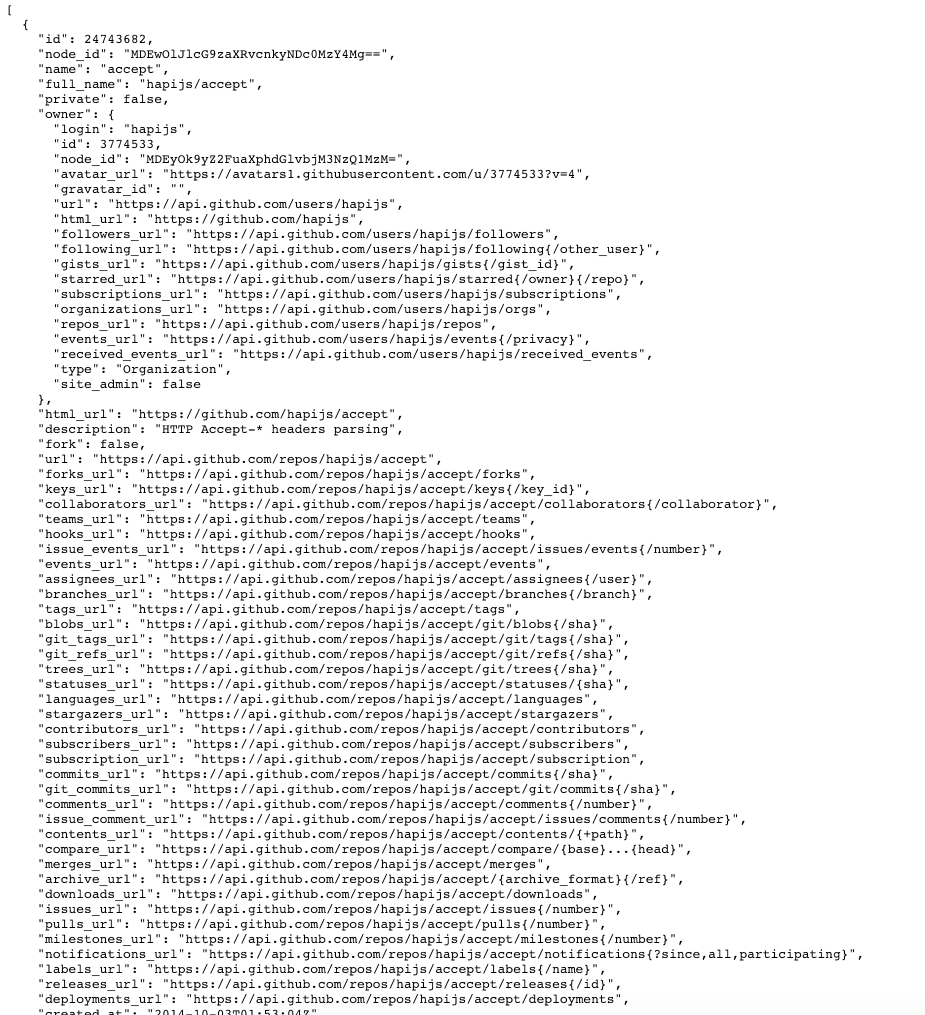 [
{
"id": 24743682,
"node_id": "MDEwOlJlcG9zaXRvcnkyNDc0MzY4Mg==",
"name": "accept",
"full_name": "hapijs/accept",
"private": false,
"owner": {
"login": "hapijs",
"id": 3774533,
"node_id": "MDEyOk9yZ2FuaXphdGlvbjM3NzQ1MzM=",
"avatar_url": "https://avatars1.githubusercontent.com/u/3774533?v=4",
"gravatar_id": "",
"url": "https://api.github.com/users/hapijs",
"html_url": "https://github.com/hapijs",
"followers_url": "https://api.github.com/users/hapijs/followers",
"following_url": "https://api.github.com/users/hapijs/following{/other_user}",
"gists_url": "https://api.github.com/users/hapijs/gists{/gist_id}",
"starred_url": "https://api.github.com/users/hapijs/starred{/owner}{/repo}",
"subscriptions_url": "https://api.github.com/users/hapijs/subscriptions",
"organizations_url": "https://api.github.com/users/hapijs/orgs",
"repos_url": "https://api.github.com/users/hapijs/repos",
"events_url": "https://api.github.com/users/hapijs/events{/privacy}",
"received_events_url": "https://api.github.com/users/hapijs/received_events",
"type": "Organization",
"site_admin": false
},
"html_url": "https://github.com/hapijs/accept",
"description": "HTTP Accept-* headers parsing",
"fork": false,
"url": "https://api.github.com/repos/hapijs/accept",
"forks_url": "https://api.github.com/repos/hapijs/accept/forks",
"keys_url": "https://api.github.com/repos/hapijs/accept/keys{/key_id}",
"collaborators_url": "https://api.github.com/repos/hapijs/accept/collaborators{/collaborator}",
"teams_url": "https://api.github.com/repos/hapijs/accept/teams",
"hooks_url": "https://api.github.com/repos/hapijs/accept/hooks",
"issue_events_url": "https://api.github.com/repos/hapijs/accept/issues/events{/number}",
"events_url": "https://api.github.com/repos/hapijs/accept/events",
"assignees_url": "https://api.github.com/repos/hapijs/accept/assignees{/user}",
"branches_url": "https://api.github.com/repos/hapijs/accept/branches{/branch}",
"tags_url": "https://api.github.com/repos/hapijs/accept/tags",
"blobs_url": "https://api.github.com/repos/hapijs/accept/git/blobs{/sha}",
"git_tags_url": "https://api.github.com/repos/hapijs/accept/git/tags{/sha}",
"git_refs_url": "https://api.github.com/repos/hapijs/accept/git/refs{/sha}",
"trees_url": "https://api.github.com/repos/hapijs/accept/git/trees{/sha}",
"statuses_url": "https://api.github.com/repos/hapijs/accept/statuses/{sha}",
"languages_url": "https://api.github.com/repos/hapijs/accept/languages",
"stargazers_url": "https://api.github.com/repos/hapijs/accept/stargazers",
"contributors_url": "https://api.github.com/repos/hapijs/accept/contributors",
"subscribers_url": "https://api.github.com/repos/hapijs/accept/subscribers",
"subscription_url": "https://api.github.com/repos/hapijs/accept/subscription",
"commits_url": "https://api.github.com/repos/hapijs/accept/commits{/sha}",
"git_commits_url": "https://api.github.com/repos/hapijs/accept/git/commits{/sha}",
"comments_url": "https://api.github.com/repos/hapijs/accept/comments{/number}",
"issue_comment_url": "https://api.github.com/repos/hapijs/accept/issues/comments{/number}",
"contents_url": "https://api.github.com/repos/hapijs/accept/contents/{+path}",
"compare_url": "https://api.github.com/repos/hapijs/accept/compare/{base}...{head}",
"merges_url": "https://api.github.com/repos/hapijs/accept/merges",
"archive_url": "https://api.github.com/repos/hapijs/accept/{archive_format}{/ref}",
"downloads_url": "https://api.github.com/repos/hapijs/accept/downloads",
"issues_url": "https://api.github.com/repos/hapijs/accept/issues{/number}",
"pulls_url": "https://api.github.com/repos/hapijs/accept/pulls{/number}",
"milestones_url": "https://api.github.com/repos/hapijs/accept/milestones{/number}",
"notifications_url": "https://api.github.com/repos/hapijs/accept/notifications{?since,all,participating}",
"labels_url": "https://api.github.com/repos/hapijs/accept/labels{/name}",
"releases_url": "https://api.github.com/repos/hapijs/accept/releases{/id}",
"deployments_url": "https://api.github.com/repos/hapijs/accept/deployments",
"created_at": "2014-10-03T01:53:04Z"